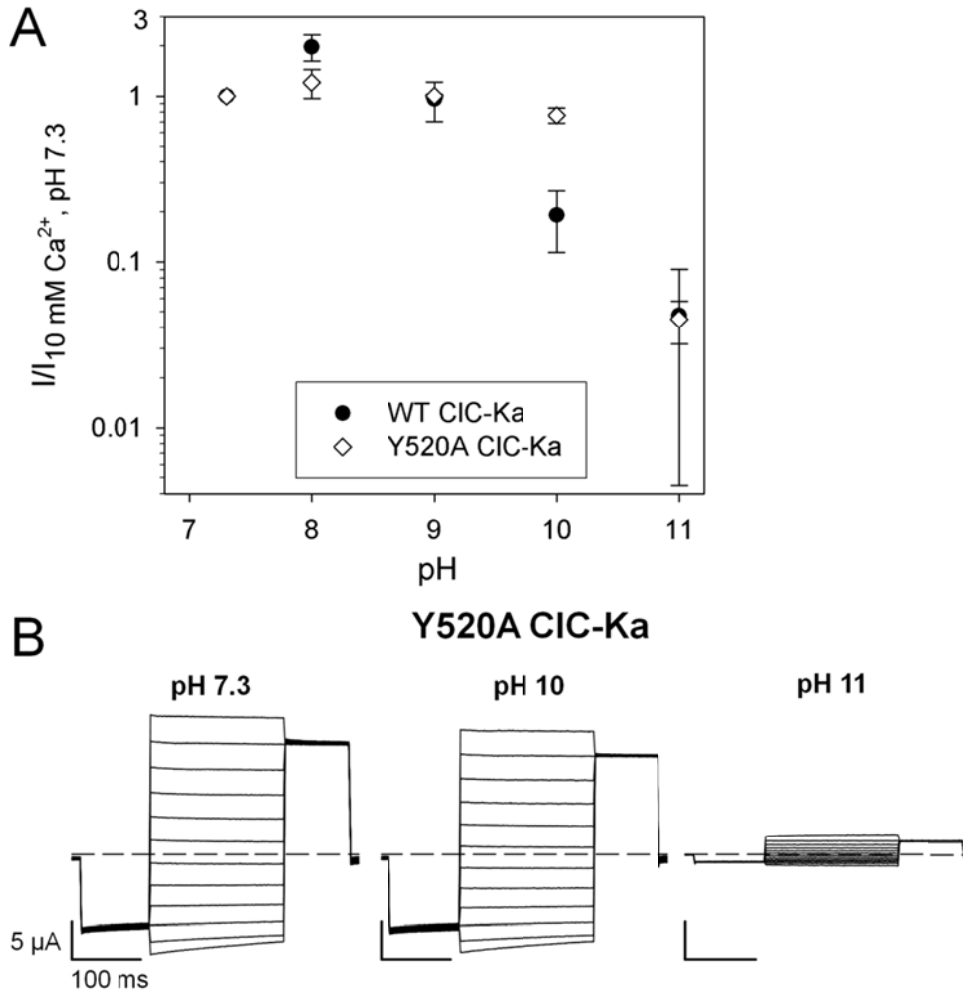 A
I/I10 mM Ca2+, pH 7.3
3
1
0.1
0.01
WT ClC-Ka
Y520A ClC-Ka
7 8 9 10 11
pH
B
Y520A ClC-Ka
pH 7.3 pH 10 pH 11
5 µA
100 ms